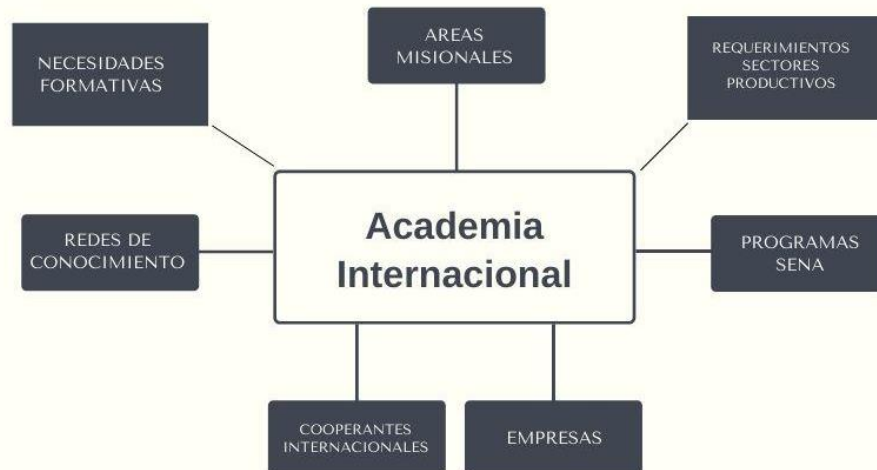 AREAS
MISIONALES
NECESIDADES
FORMATIVAS
REQUERIMIENTOS
SECTORES
PRODUCTIVOS
Academia
Internacional
REDES DE
CONOCIMIENTO
PROGRAMAS
SENA
COOPERANTES
INTERNACIONALES
EMPRESAS